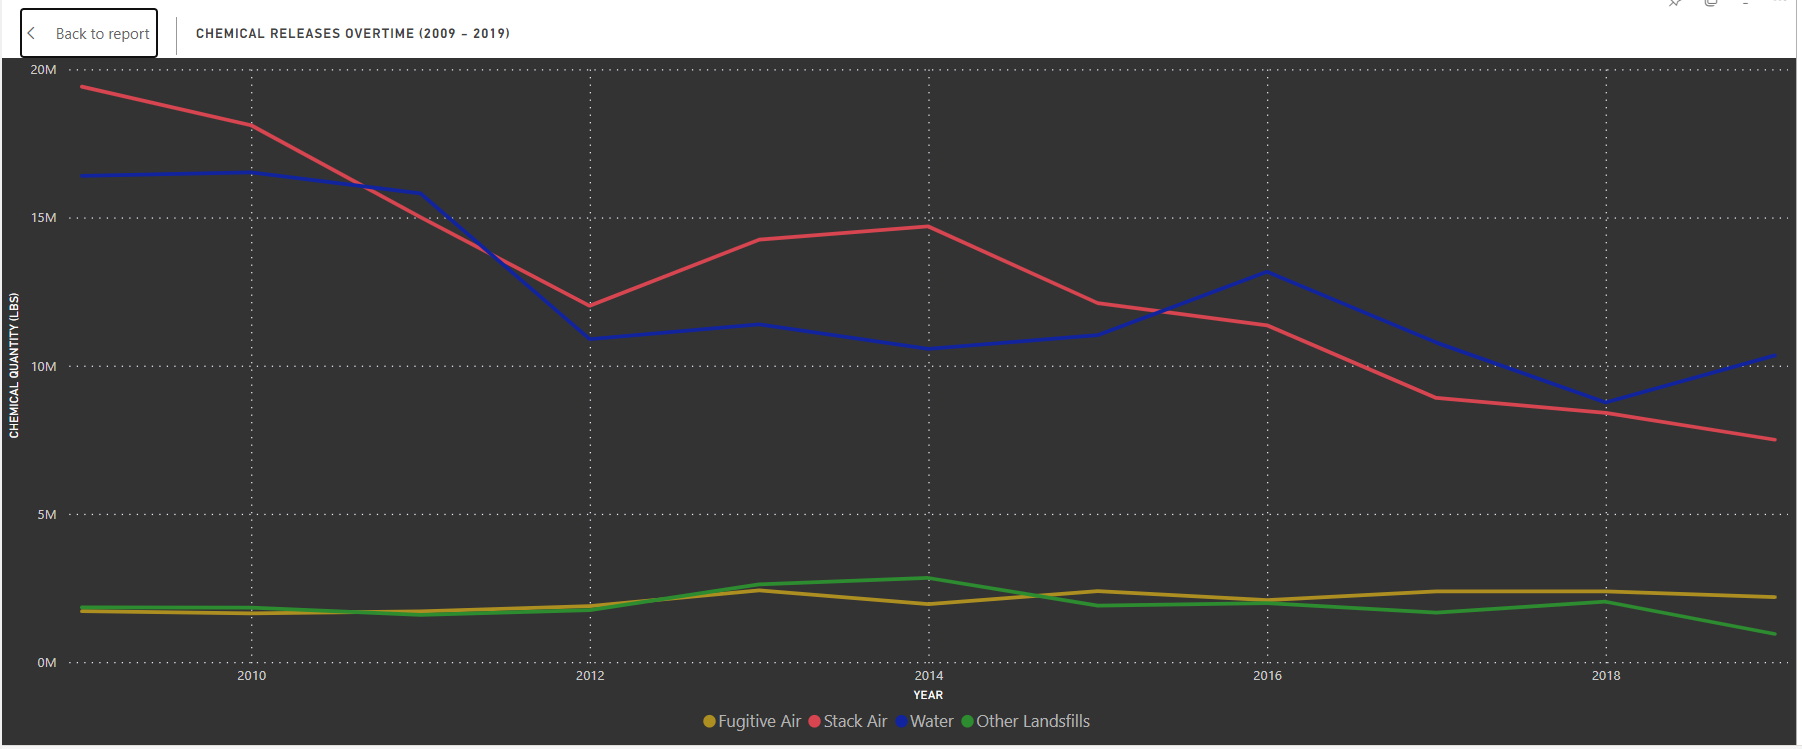 Back to report
CHEMICAL RELEASES OVERTIME (2009 - 2019)
20M
15M
10M
5M
0M
CHEMICAL QUANTITY (LBS)
2010 2012 2014 2016 2018
YEAR
Fugitive Air Stack Air Water Other Landsfills